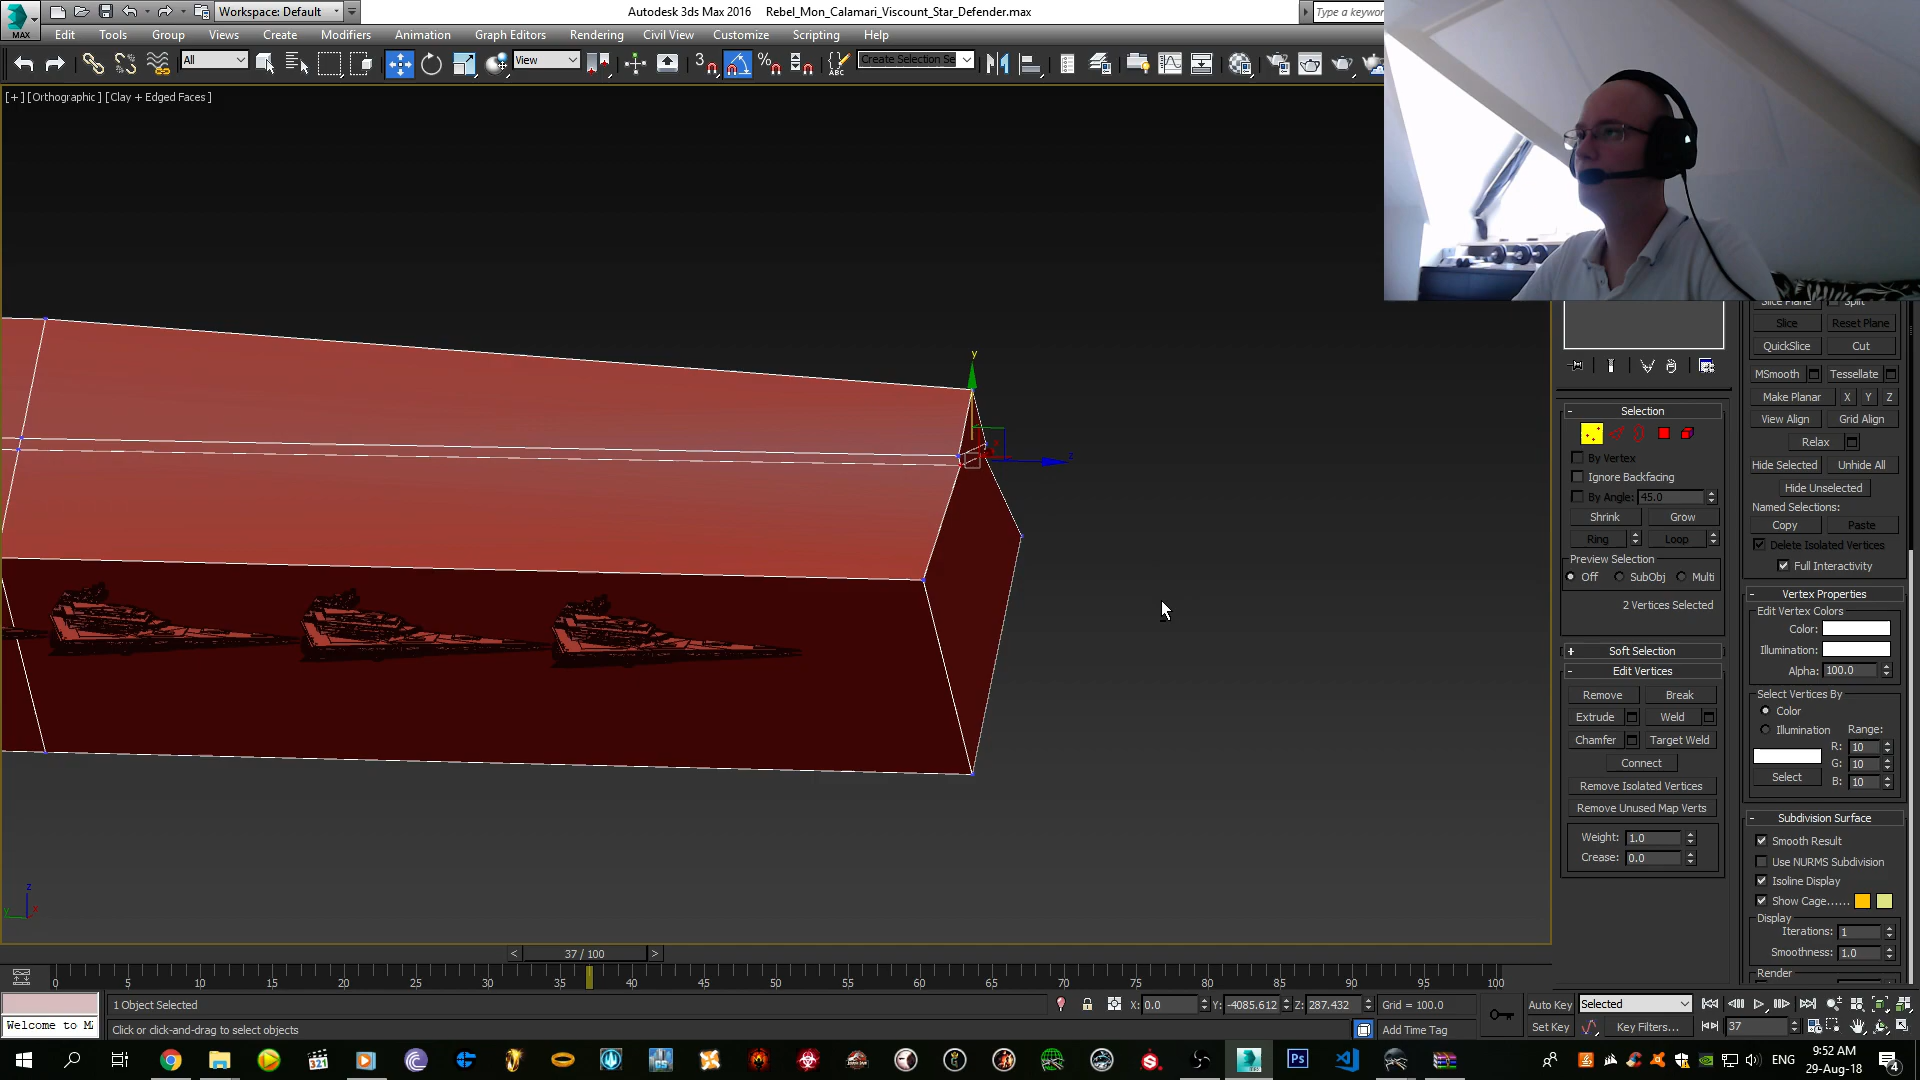 Workspace: Default
Autodesk 3ds Max 2016
Rebel_Mon_Calamari_Viscount_Star_Defender.max
Type a keywor
MAX
Edit
Tools
Group
Views
Create
Modifiers
Animation
Graph Editors
Rendering
Civil View
Customize
Scripting
Help
All
View
3
ABC
Create Selection Se
[+] [Orthographic] [Clay + Edged Faces]
y
z
x
Slice Plane
Split
Slice
Reset Plane
QuickSlice
Cut
MSmooth
Tessellate
Make Planar
X
Y
Z
View Align
Grid Align
Relax
Hide Selected
Unhide All
Hide Unselected
Named Selections:
Copy
Paste
Delete Isolated Vertices
Full Interactivity
Selection
By Vertex
Ignore Backfacing
By Angle:
45.0
Shrink
Grow
Ring
Loop
Preview Selection
Off
SubObj
Multi
2 Vertices Selected
Soft Selection
Edit Vertices
Remove
Break
Extrude
Weld
Chamfer
Target Weld
Connect
Remove Isolated Vertices
Remove Unused Map Verts
Weight:
1.0
Crease:
0.0
Vertex Properties
Edit Vertex Colors
Color:
Illumination:
Alpha:
100.0
Select Vertices By
Color
Illumination
Range:
R:
10
G:
10
B:
10
Select
Subdivision Surface
Smooth Result
Use NURMS Subdivision
Isoline Display
Show Cage......
Display
Iterations:
1
Smoothness:
1.0
Render
z
y
x
< 37 / 100 >
0 5 10 15 20 25 30 35 40 45 50 55 60 65 70 75 80 85 90 95 100
1 Object Selected
X: 0.0
Y: -4085.612
Z: 287.432
Grid = 100.0
Auto Key
Selected
Welcome to M
Click or click-and-drag to select objects
Add Time Tag
Set Key
Key Filters...
37
321
Ps
ENG
9:52 AM
29-Aug-18
4